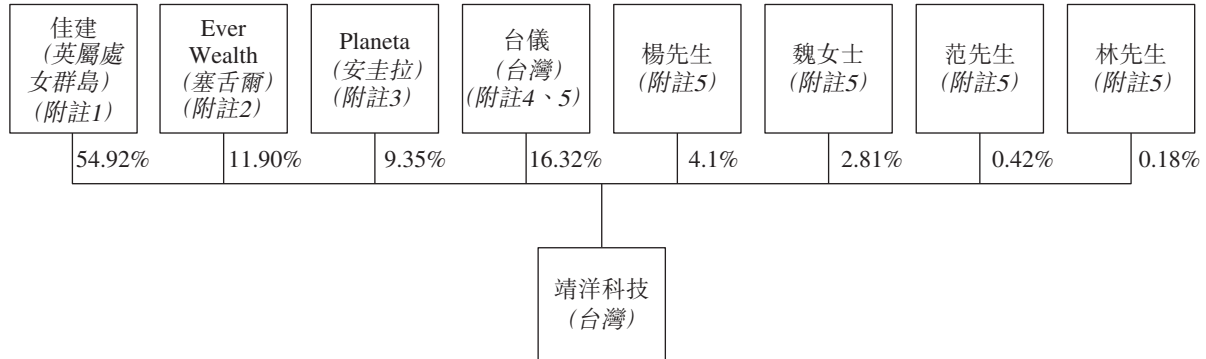 佳建
(英屬處
女群島)
(附註1)
Ever
Wealth
(塞舌爾)
(附註2)
Planeta
(安圭拉)
(附註3)
台儀
(台灣)
(附註4、5)
楊先生
(附註5)
魏女士
(附註5)
范先生
(附註5)
林先生
(附註5)
54.92%
11.90%
9.35%
16.32%
4.1%
2.81%
0.42%
0.18%
靖洋科技
(台灣)